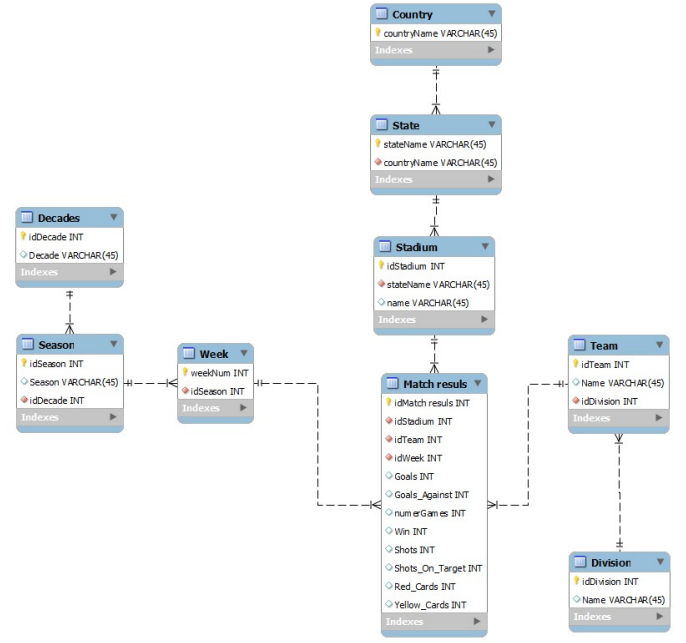 Country
countryName VARCHAR(45)
Indexes
State
stateName VARCHAR(45)
countryName VARCHAR(45)
Indexes
Decades
idDecade INT
Decade VARCHAR(45)
Indexes
Stadium
idStadium INT
stateName VARCHAR(45)
name VARCHAR(45)
Indexes
Season
idSeason INT
Season VARCHAR(45)
idDecade INT
Indexes
Week
weekNum INT
idSeason INT
Indexes
Match resuls
idMatch resuls INT
idStadium INT
idTeam INT
idWeek INT
Goals INT
Goals_Against INT
numerGames INT
Win INT
Shots INT
Shots_On_Target INT
Red_Cards INT
Yellow_Cards INT
Indexes
Team
idTeam INT
Name VARCHAR(45)
idDivision INT
Indexes
Division
idDivision INT
Name VARCHAR(45)
Indexes